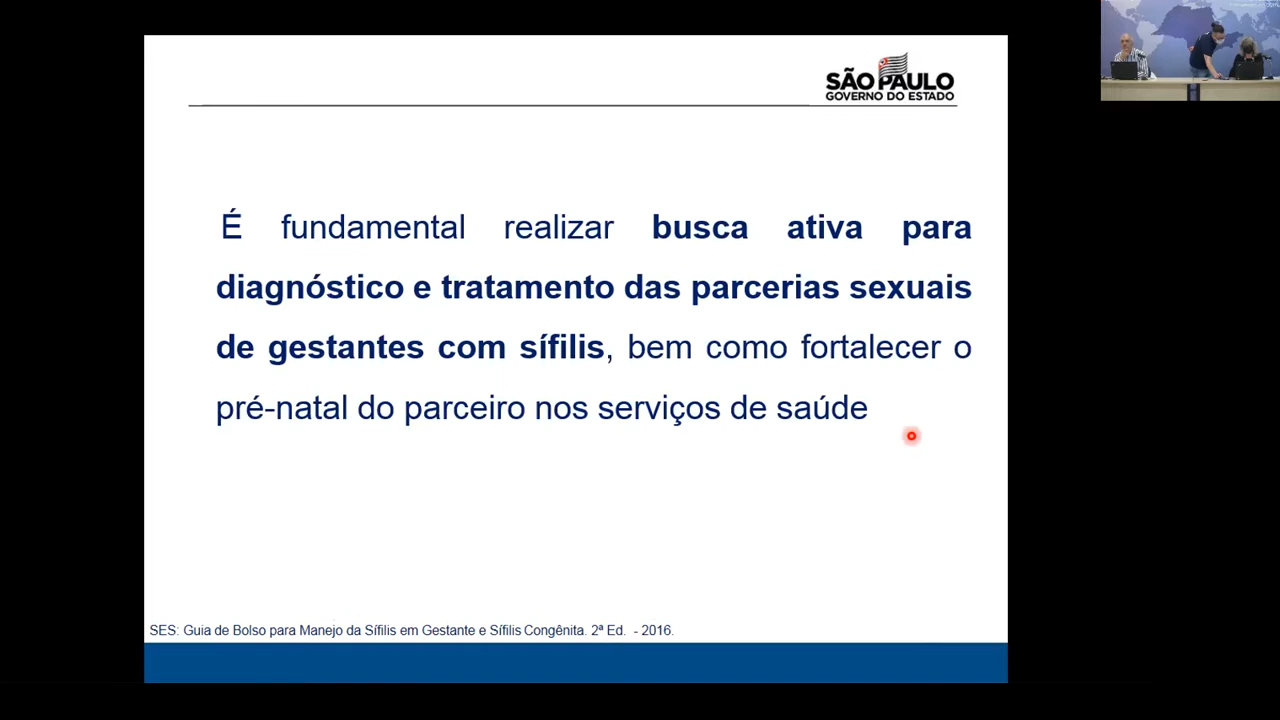 SÃO PAULO
GOVERNO DO ESTADO
É fundamental realizar busca ativa para
diagnóstico e tratamento das parcerias sexuais
de gestantes com sífilis, bem como fortalecer o
pré-natal do parceiro nos serviços de saúde
SES: Guia de Bolso para Manejo da Sífilis em Gestante e Sífilis Congênita. 2ª Ed. - 2016.